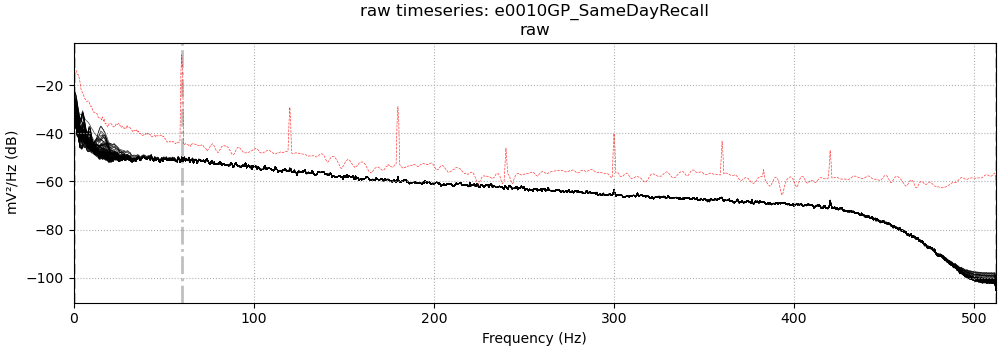 raw timeseries: e0010GP_SameDayRecall
raw
mV²/Hz (dB)
−20
−40
−60
−80
−100
0
100
200
300
400
500
Frequency (Hz)